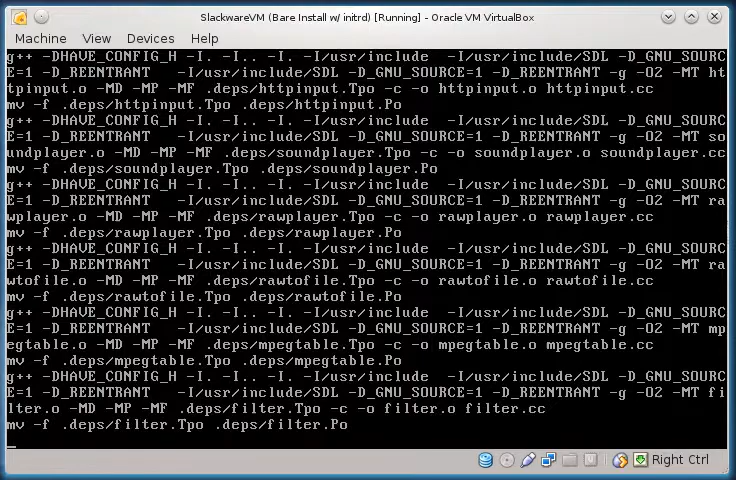 SlackwareVM (Bare Install w/ initrd) [Running] - Oracle VM VirtualBox
Machine View Devices Help
g++ -DHAVE_CONFIG_H -I. -I.. -I. -I/usr/include  -I/usr/include/SDL -D_GNU_SOURC
E=1 -D_REENTRANT   -I/usr/include/SDL -D_GNU_SOURCE=1 -D_REENTRANT -g -O2 -MT ht
tpinput.o -MD -MP -MF .deps/httpinput.Tpo -c -o httpinput.o httpinput.cc
mv -f .deps/httpinput.Tpo .deps/httpinput.Po
g++ -DHAVE_CONFIG_H -I. -I.. -I. -I/usr/include  -I/usr/include/SDL -D_GNU_SOURC
E=1 -D_REENTRANT   -I/usr/include/SDL -D_GNU_SOURCE=1 -D_REENTRANT -g -O2 -MT so
undplayer.o -MD -MP -MF .deps/soundplayer.Tpo -c -o soundplayer.o soundplayer.cc
mv -f .deps/soundplayer.Tpo .deps/soundplayer.Po
g++ -DHAVE_CONFIG_H -I. -I.. -I. -I/usr/include  -I/usr/include/SDL -D_GNU_SOURC
E=1 -D_REENTRANT   -I/usr/include/SDL -D_GNU_SOURCE=1 -D_REENTRANT -g -O2 -MT ra
wplayer.o -MD -MP -MF .deps/rawplayer.Tpo -c -o rawplayer.o rawplayer.cc
mv -f .deps/rawplayer.Tpo .deps/rawplayer.Po
g++ -DHAVE_CONFIG_H -I. -I.. -I. -I/usr/include  -I/usr/include/SDL -D_GNU_SOURC
E=1 -D_REENTRANT   -I/usr/include/SDL -D_GNU_SOURCE=1 -D_REENTRANT -g -O2 -MT ra
wtofile.o -MD -MP -MF .deps/rawtofile.Tpo -c -o rawtofile.o rawtofile.cc
mv -f .deps/rawtofile.Tpo .deps/rawtofile.Po
g++ -DHAVE_CONFIG_H -I. -I.. -I. -I/usr/include  -I/usr/include/SDL -D_GNU_SOURC
E=1 -D_REENTRANT   -I/usr/include/SDL -D_GNU_SOURCE=1 -D_REENTRANT -g -O2 -MT mp
egtable.o -MD -MP -MF .deps/mpegtable.Tpo -c -o mpegtable.o mpegtable.cc
mv -f .deps/mpegtable.Tpo .deps/mpegtable.Po
g++ -DHAVE_CONFIG_H -I. -I.. -I. -I/usr/include  -I/usr/include/SDL -D_GNU_SOURC
E=1 -D_REENTRANT   -I/usr/include/SDL -D_GNU_SOURCE=1 -D_REENTRANT -g -O2 -MT fi
lter.o -MD -MP -MF .deps/filter.Tpo -c -o filter.o filter.cc
mv -f .deps/filter.Tpo .deps/filter.Po
Right Ctrl